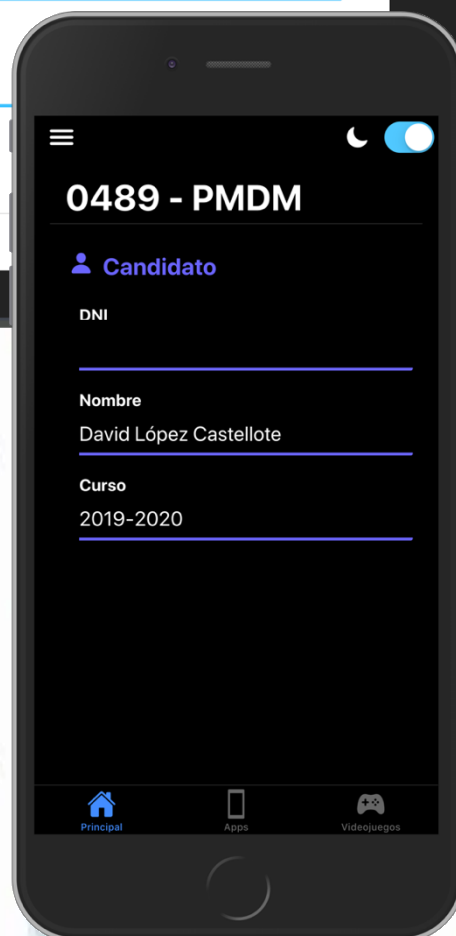 0489 - PMDM
Candidato
DNI
Nombre
David López Castellote
Curso
2019-2020
Principal
Apps
Videojuegos